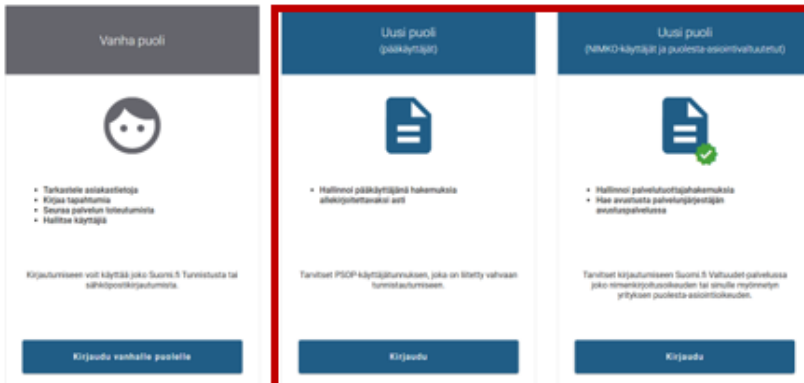 Vanha puoli
• Tarkastele asiakastietoja
• Kirjaa tapahtumia
• Seuraa palvelun toteutumista
• Hallitse käyttäjiä
Kirjautumiseen voit käyttää joko Suomi.fi Tunnistusta tai
sähköpostikirjautumista.
Kirjaudu vanhalle puolelle
Uusi puoli
(pääkäyttäjät)
• Hallinnoi pääkäyttäjänä hakemuksia
allekirjoitettavaksi asti
Tarvitset PSOP-käyttäjätunnuksen, joka on liitetty vahvaan
tunnistautumiseen.
Kirjaudu
Uusi puoli
(NIMKO-käyttäjät ja puolesta-asiointivaltuutetut)
• Hallinnoi palvelutuottajahakemuksia
• Hae avustusta palvelunjärjestäjän
avustuspalvelussa
Tarvitset kirjautumiseen Suomi.fi Valtuudet-palvelussa
joko nimenkirjoitusoikeuden tai sinulle myönnetyn
yrityksen puolesta-asiointioikeuden.
Kirjaudu